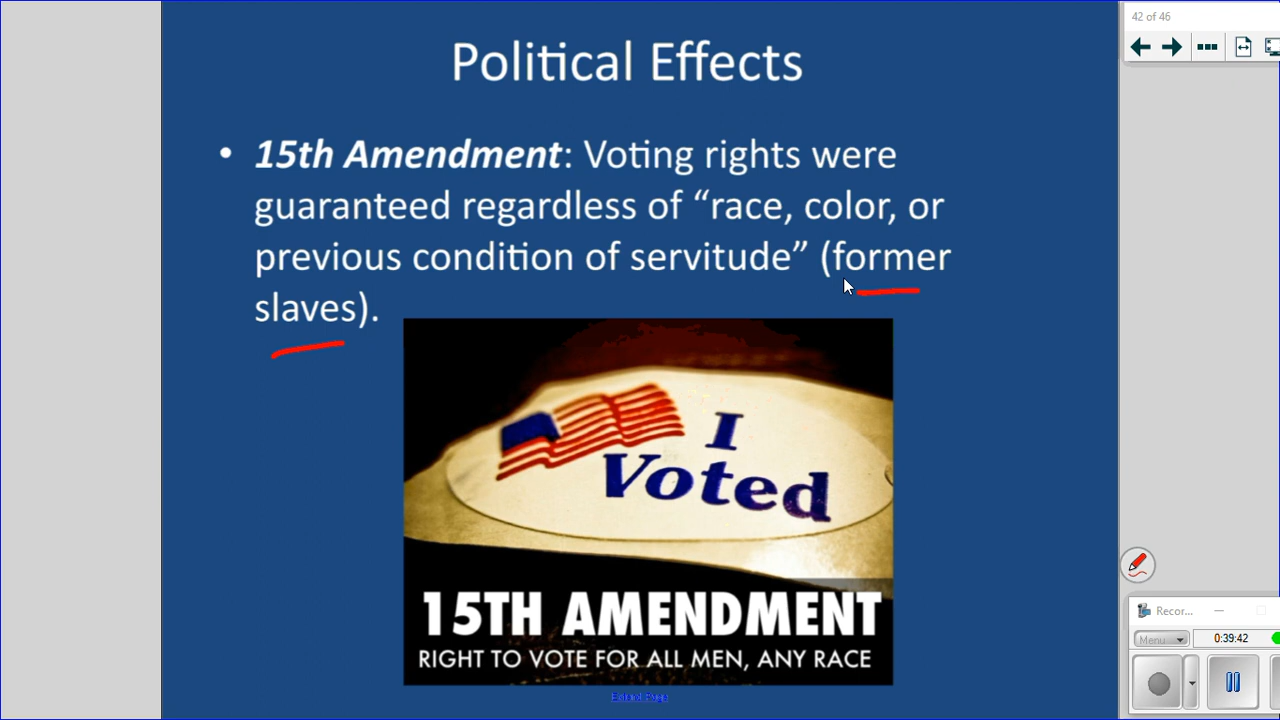 42 of 46
Political Effects
• 15th Amendment: Voting rights were
guaranteed regardless of “race, color, or
previous condition of servitude” (former
slaves).
I
Voted
15TH AMENDMENT
RIGHT TO VOTE FOR ALL MEN, ANY RACE
Extend Page
Recor...
Menu
0:39:42